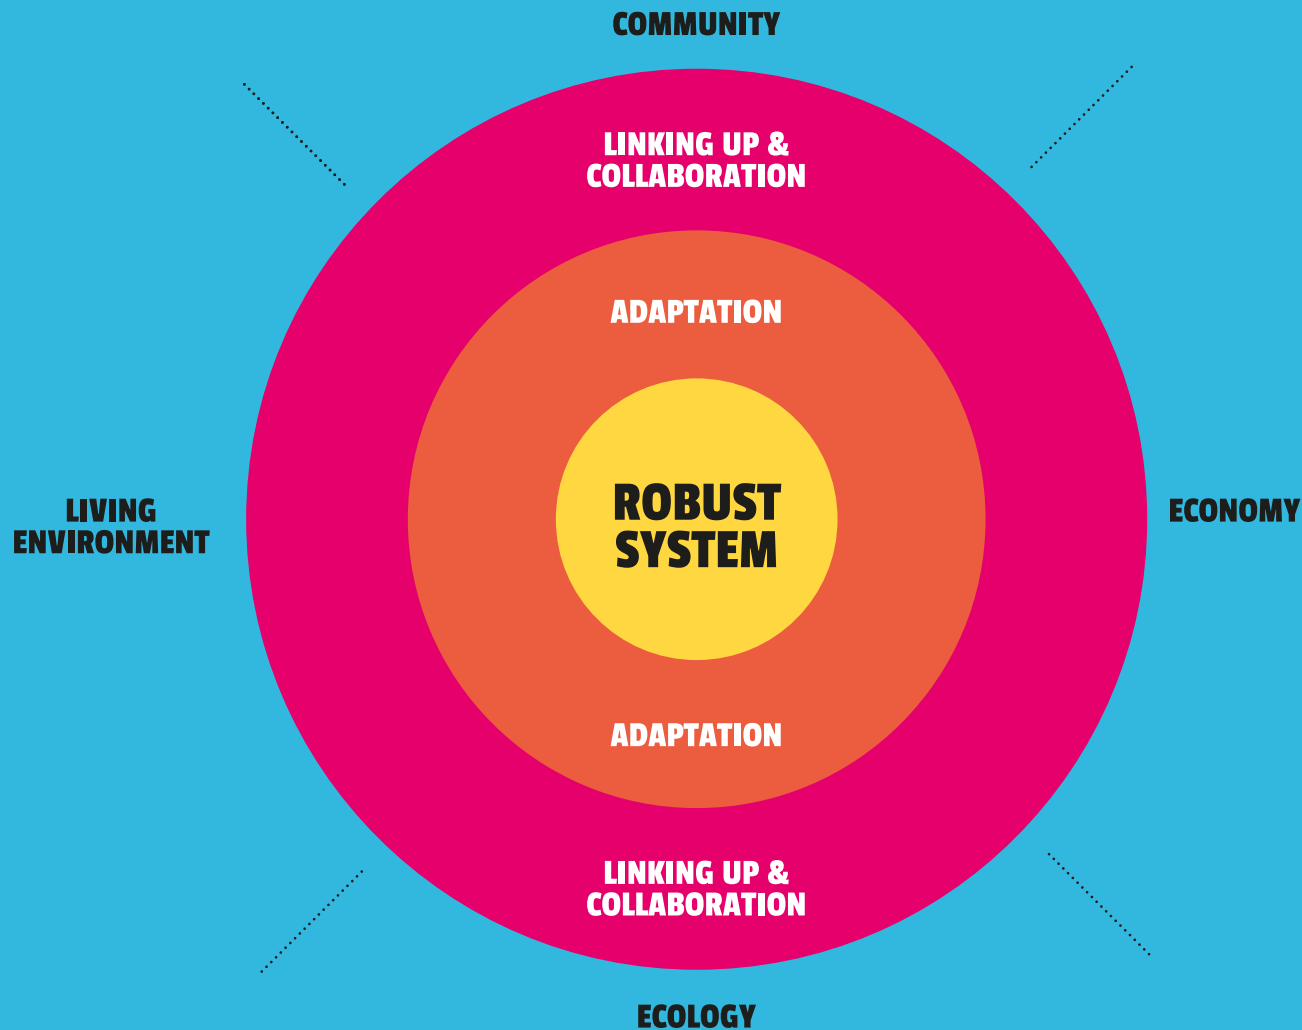 COMMUNITY
LINKING UP &
COLLABORATION
ADAPTATION
LIVING
ENVIRONMENT
ROBUST
SYSTEM
ECONOMY
ADAPTATION
LINKING UP &
COLLABORATION
ECOLOGY